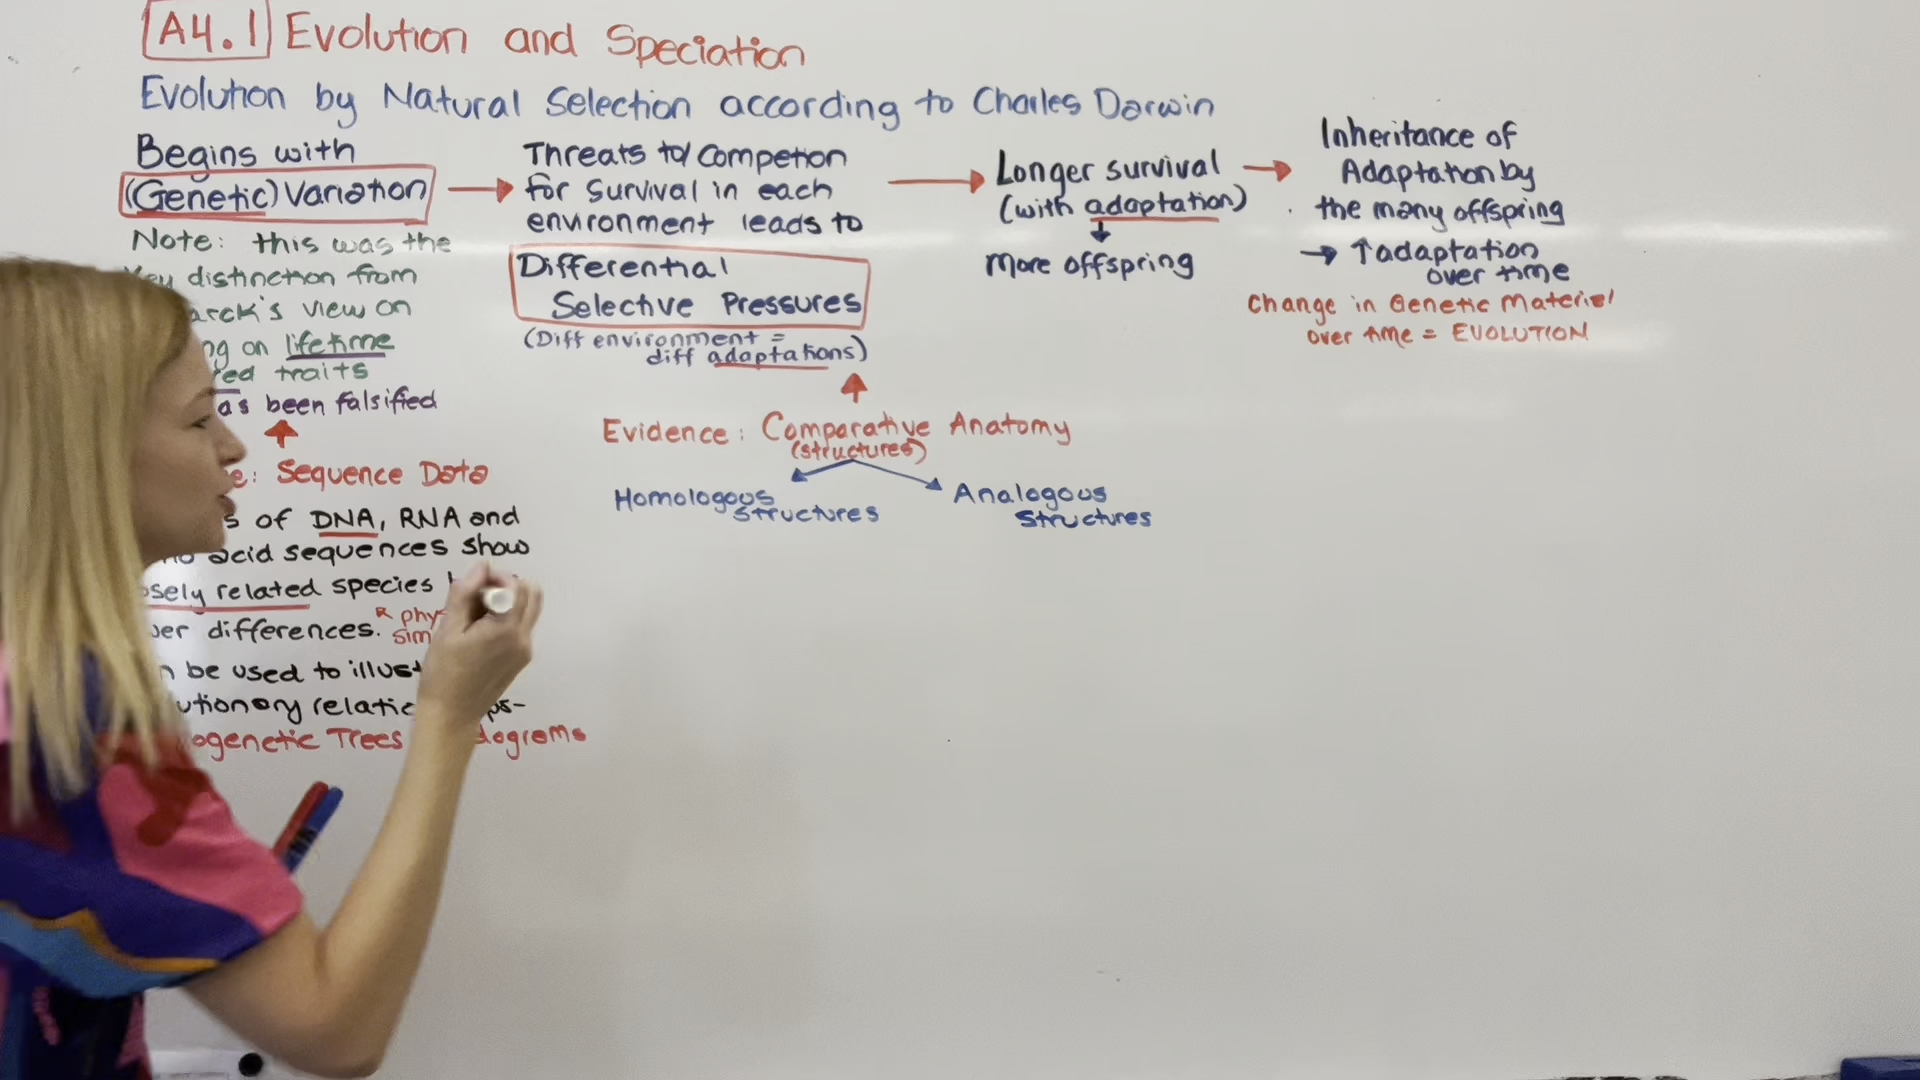 A4.1 Evolution and Speciation
Evolution by Natural Selection according to Charles Darwin
Begins with
(Genetic) Variation
Note: this was the
distinction from
view on
on lifetime
traits
been falsified
Threats to/ Competion
for survival in each
environment leads to
Differential
Selective Pressures
(Diff environment =
diff adaptations)
Longer survival
(with adaptation)
More offspring
Inheritance of
Adaptation by
the many offspring
→ ↑ adaptation
over time
Change in Genetic Material
over time = EVOLUTION
Evidence: Comparative Anatomy
(structures)
Homologous
structures
Analogous
structures
Sequence Data
of DNA, RNA and
acid sequences show
related species
differences.
be used to
Trees